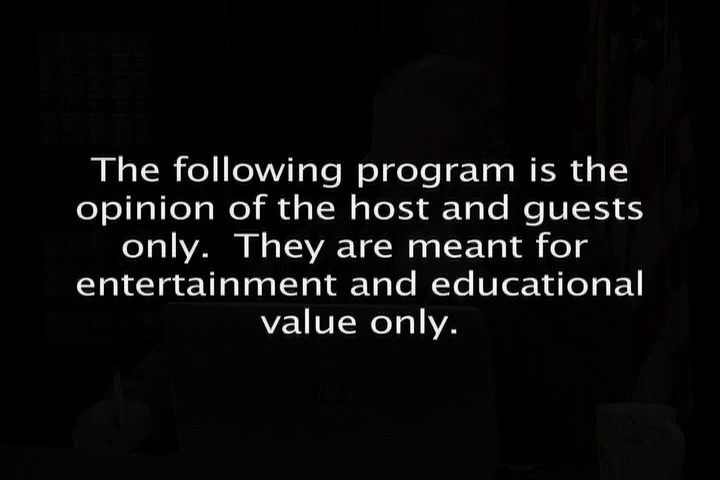 The following program is the
opinion of the host and guests
only.  They are meant for
entertainment and educational
value only.